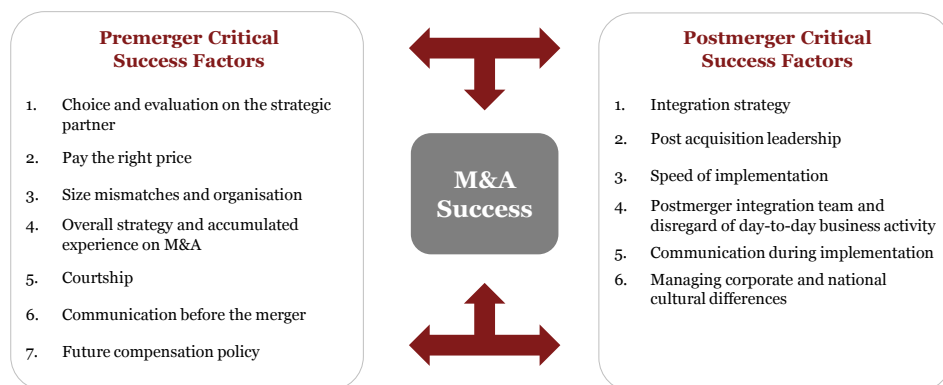 Premerger Critical
Success Factors
1. Choice and evaluation on the strategic
partner
2. Pay the right price
3. Size mismatches and organisation
4. Overall strategy and accumulated
experience on M&A
5. Courtship
6. Communication before the merger
7. Future compensation policy
M&A
Success
Postmerger Critical
Success Factors
1. Integration strategy
2. Post acquisition leadership
3. Speed of implementation
4. Postmerger integration team and
disregard of day-to-day business activity
5. Communication during implementation
6. Managing corporate and national
cultural differences